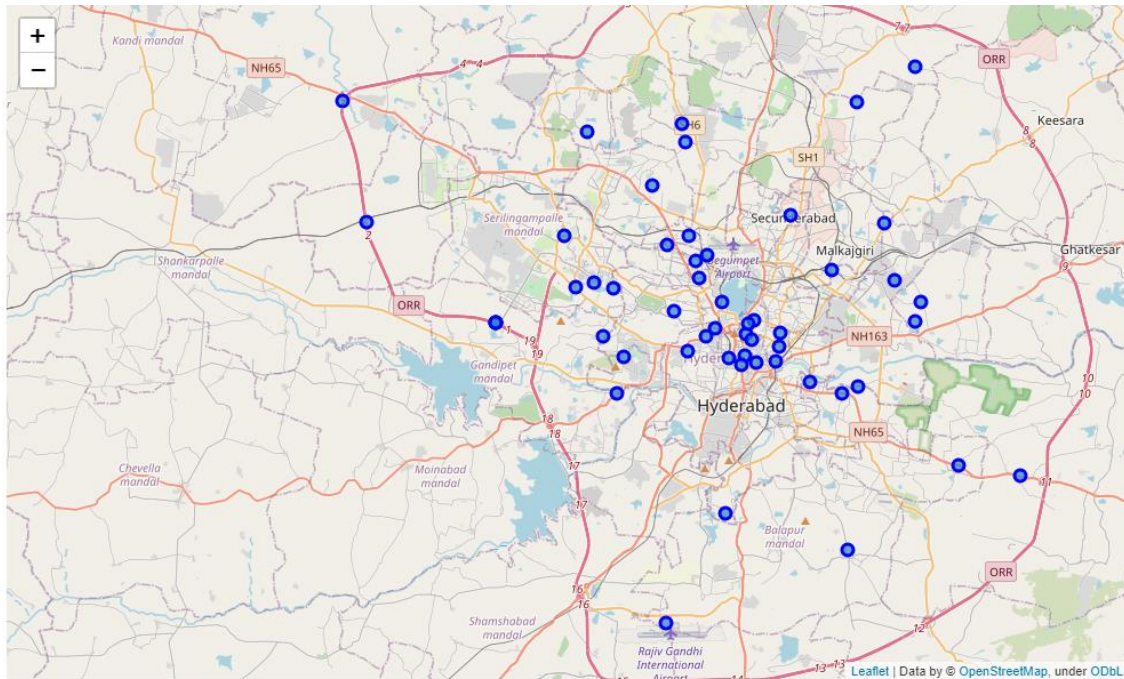 +
−
Kandi mandal
NH65
4
4
7 7
ORR
H6
Keesara
8
8
SH1
Serilingampalle
mandal
Secunderabad
2
Malkajgiri
Ghatkesar
Shankarpalle
mandal
Begumpet
Airport
9
ORR
1
19
19
NH163
Gandipet
mandal
Hyder
10
10
Hyderabad
18
18
NH65
Chevella
mandal
Moinabad
mandal
17
17
11
Balapur
mandal
ORR
16
16
Shamshabad
mandal
12
Rajiv Gandhi
International
Airport
13 13
14
Leaflet | Data by © OpenStreetMap, under ODbL